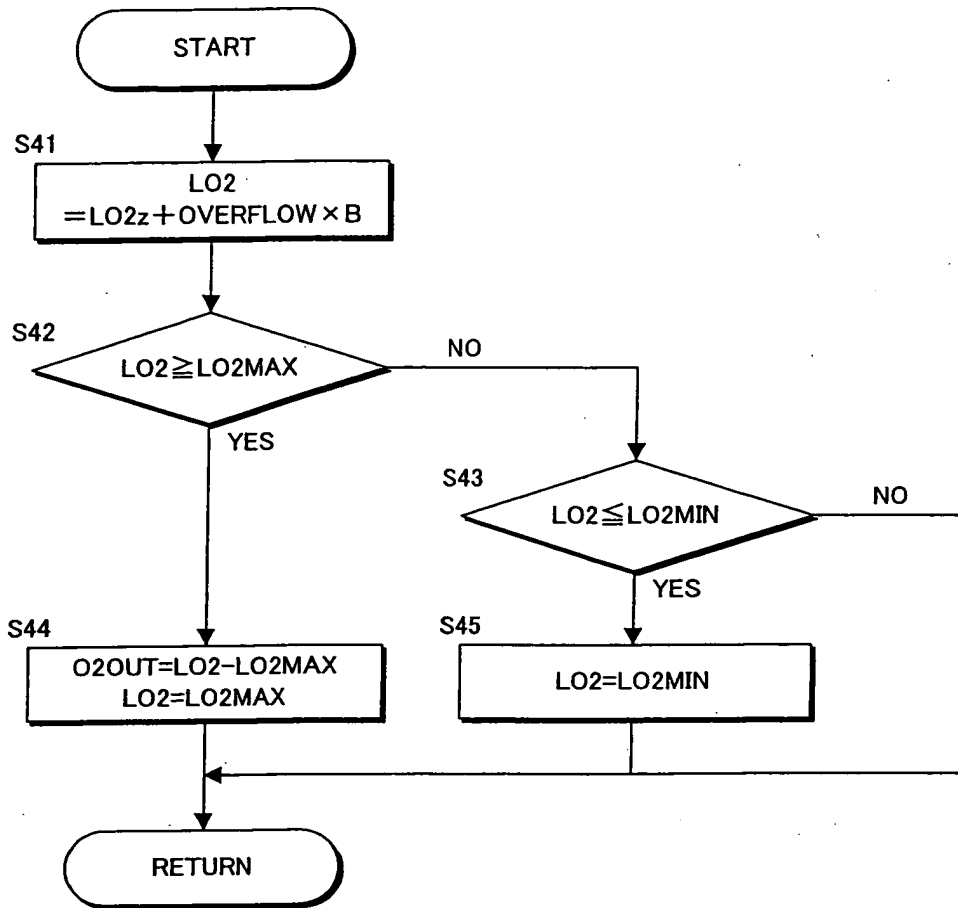 START
S41
LO2
=LO2z+OVERFLOW×B
S42
LO2≧LO2MAX
NO
YES
S43
LO2≦LO2MIN
NO
YES
S44
O2OUT=LO2-LO2MAX
LO2=LO2MAX
S45
LO2=LO2MIN
RETURN